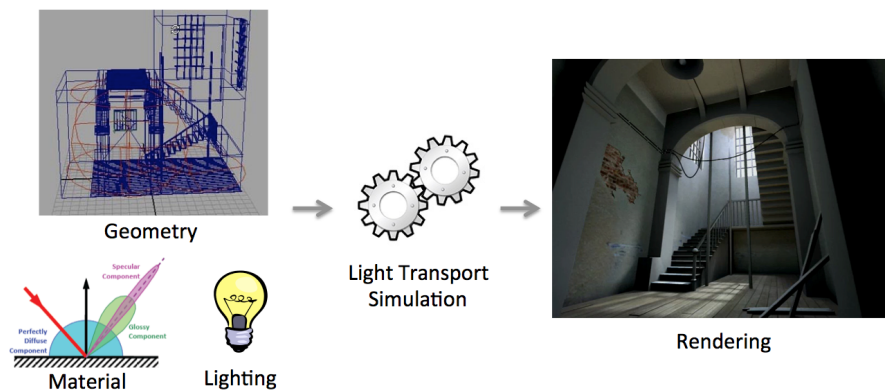 Geometry
Specular
Component
Glossy
Component
Perfectly
Diffuse
Component
Material
Lighting
Light Transport
Simulation
Rendering